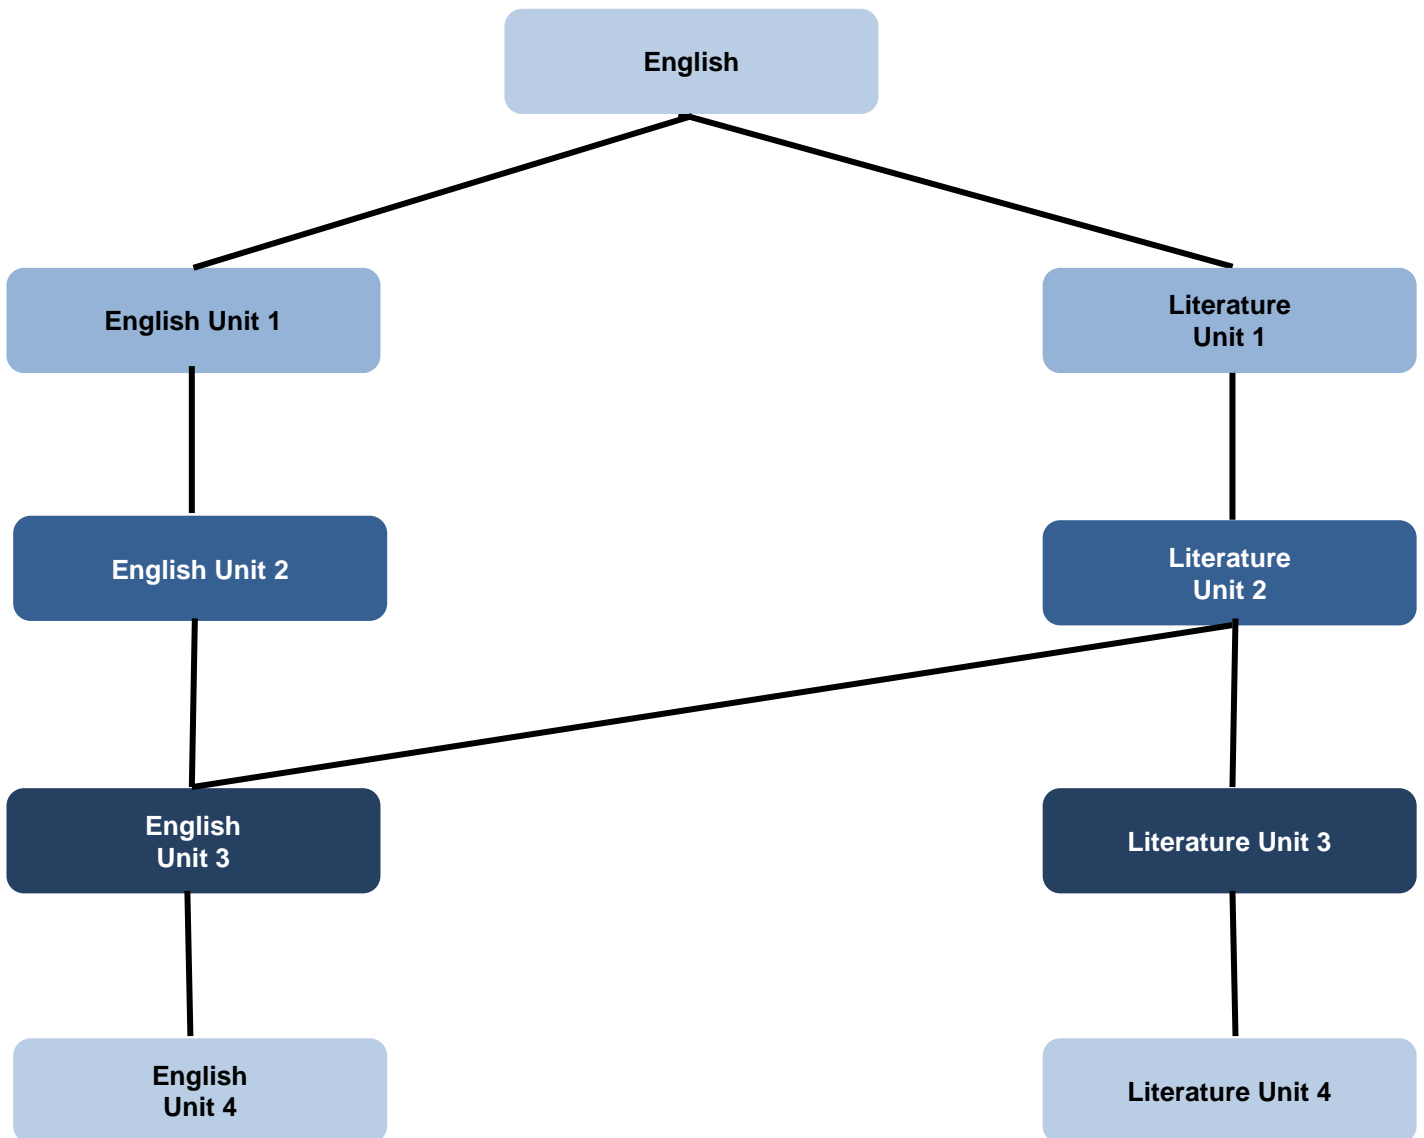 English
English Unit 1
Literature
Unit 1
English Unit 2
Literature
Unit 2
English
Unit 3
Literature Unit 3
English
Unit 4
Literature Unit 4